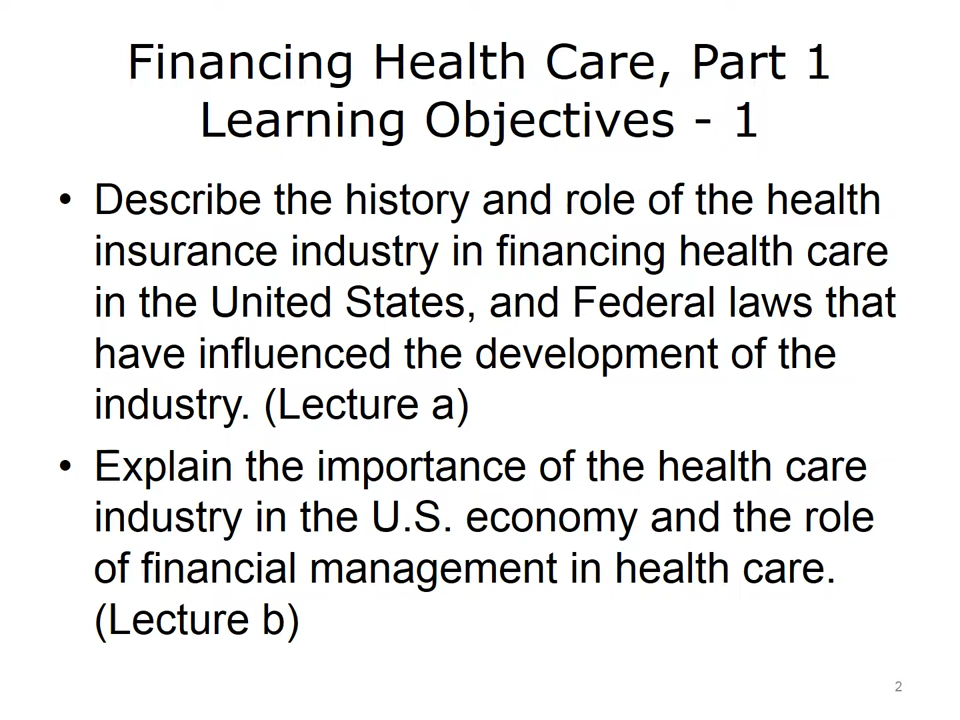 Financing Health Care, Part 1
Learning Objectives - 1
• Describe the history and role of the health
insurance industry in financing health care
in the United States, and Federal laws that
have influenced the development of the
industry. (Lecture a)
• Explain the importance of the health care
industry in the U.S. economy and the role
of financial management in health care.
(Lecture b)
2